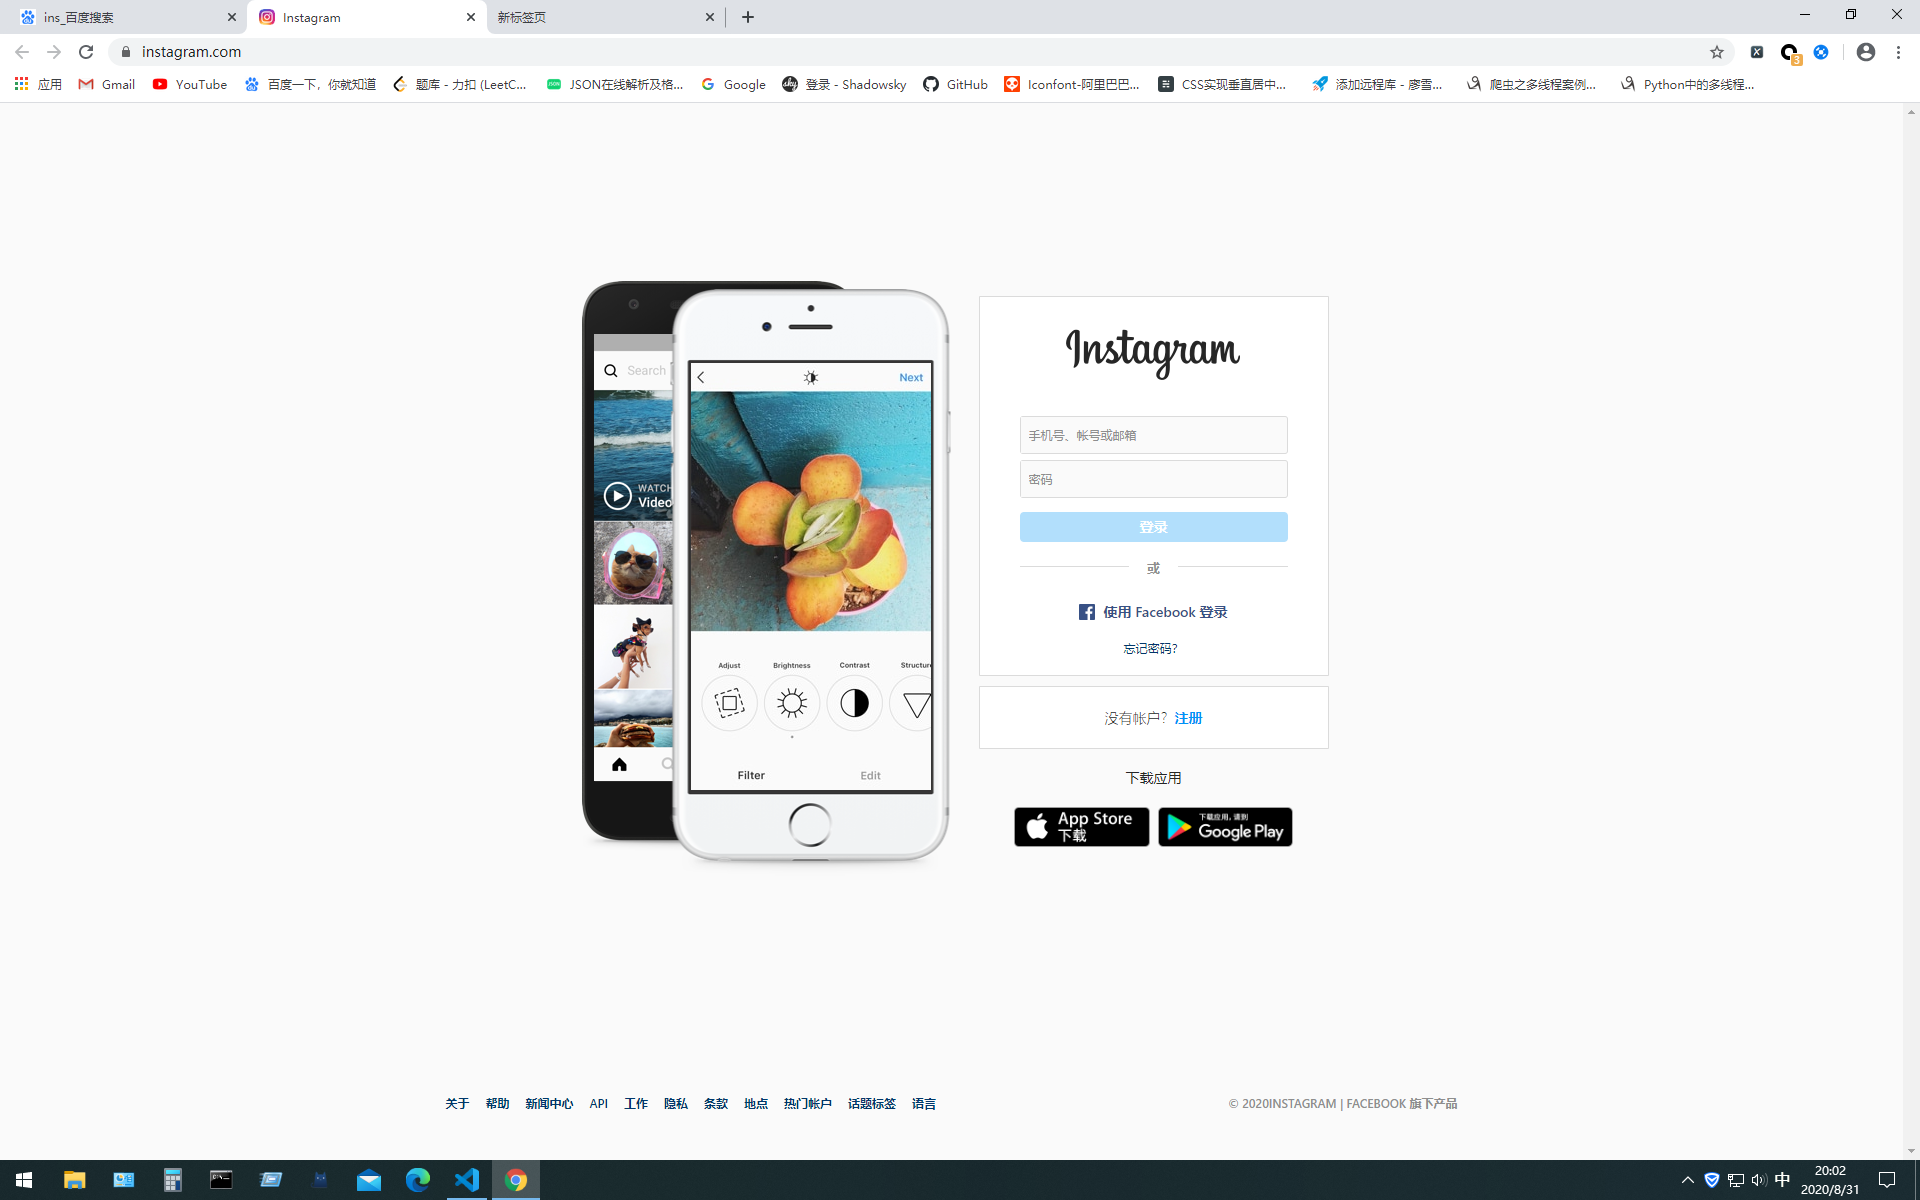 ins_百度搜索
Instagram
新标签页
instagram.com
应用
Gmail
YouTube
百度一下，你就知道
题库 - 力扣 (LeetC...
JSON在线解析及格...
Google
登录 - Shadowsky
GitHub
Iconfont-阿里巴巴...
CSS实现垂直居中...
添加远程库 - 廖雪...
爬虫之多线程案例...
Python中的多线程...
3
Search
WATCH
Video
Next
Adjust
Brightness
Contrast
Structure
Filter
Edit
Instagram
手机号、帐号或邮箱
密码
登录
或
使用 Facebook 登录
忘记密码？
没有帐户？注册
下载应用
App Store
下载
下载应用，请到
Google Play
关于
帮助
新闻中心
API
工作
隐私
条款
地点
热门帐户
话题标签
语言
© 2020INSTAGRAM | FACEBOOK 旗下产品
中
20:02
2020/8/31